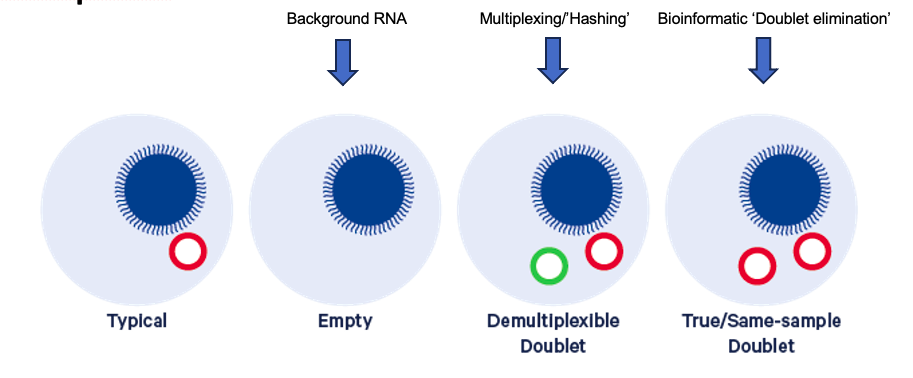 Background RNA
Multiplexing/'Hashing'
Bioinformatic 'Doublet elimination'
Typical
Empty
Demultiplexible
Doublet
True/Same-sample
Doublet